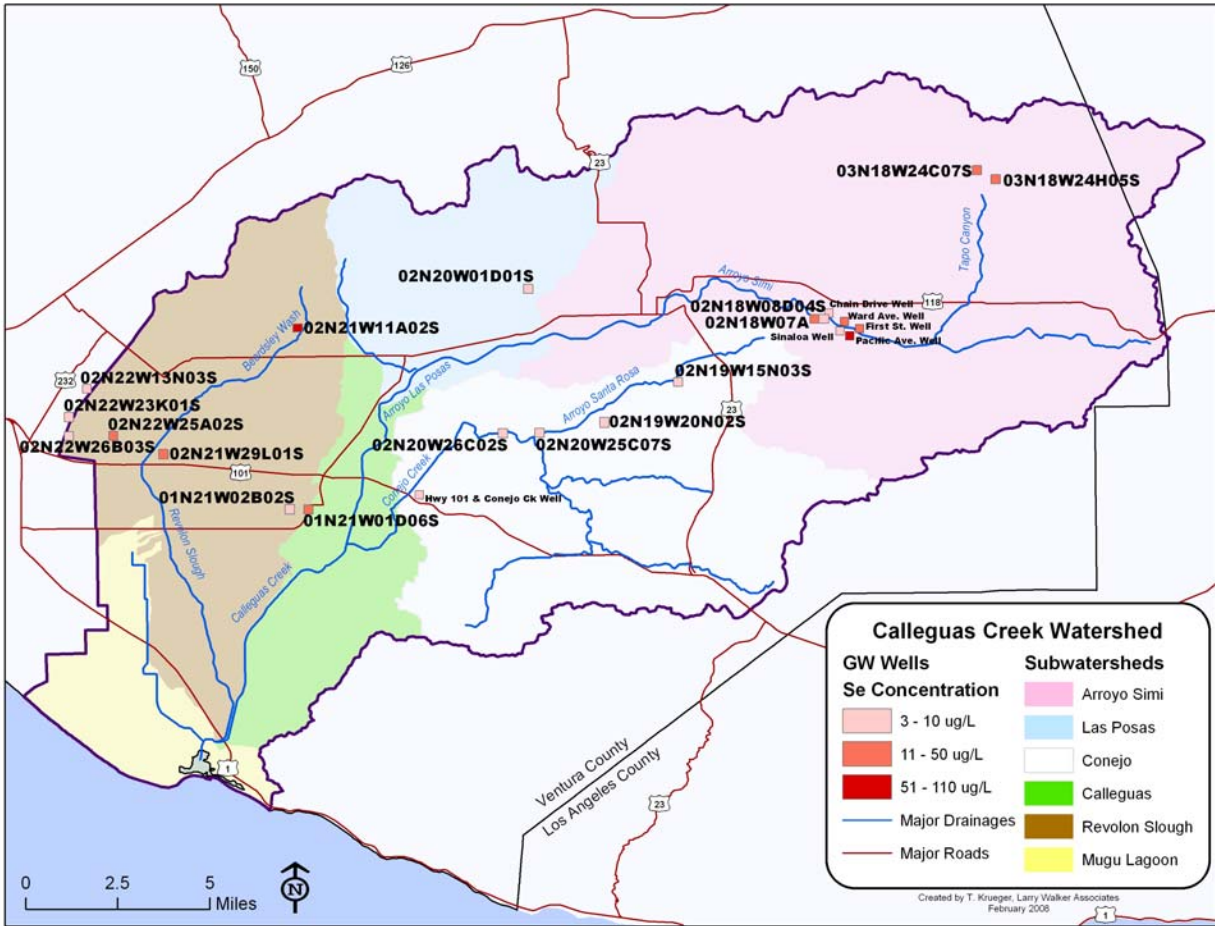 150
126
23
03N18W24C07S
03N18W24H05S
Tapo Canyon
02N20W01D01S
Arroyo Simi
118
02N18W08D04S
Chain Drive Well
02N18W07A
Ward Ave. Well
First St. Well
Sinaloa Well
Pacific Ave. Well
02N21W11A02S
Beardsley Wash
232
02N22W13N03S
Arroyo Las Posas
02N19W15N03S
02N22W23K01S
Arroyo Santa Rosa
23
02N22W25A02S
02N19W20N02S
02N22W26B03S
02N20W26C02S
02N20W25C07S
02N21W29L01S
101
Conejo Creek
Hwy 101 & Conejo Ck Well
01N21W02B02S
01N21W01D06S
Revelon Slough
Calleguas Creek
1
Ventura County
Los Angeles County
23
0 2.5 5
Miles
N
Calleguas Creek Watershed
GW Wells
Se Concentration
3 - 10 ug/L
11 - 50 ug/L
51 - 110 ug/L
Major Drainages
Major Roads
Subwatersheds
Arroyo Simi
Las Posas
Conejo
Calleguas
Revolon Slough
Mugu Lagoon
Created by T. Krueger, Larry Walker Associates
February 2008
1